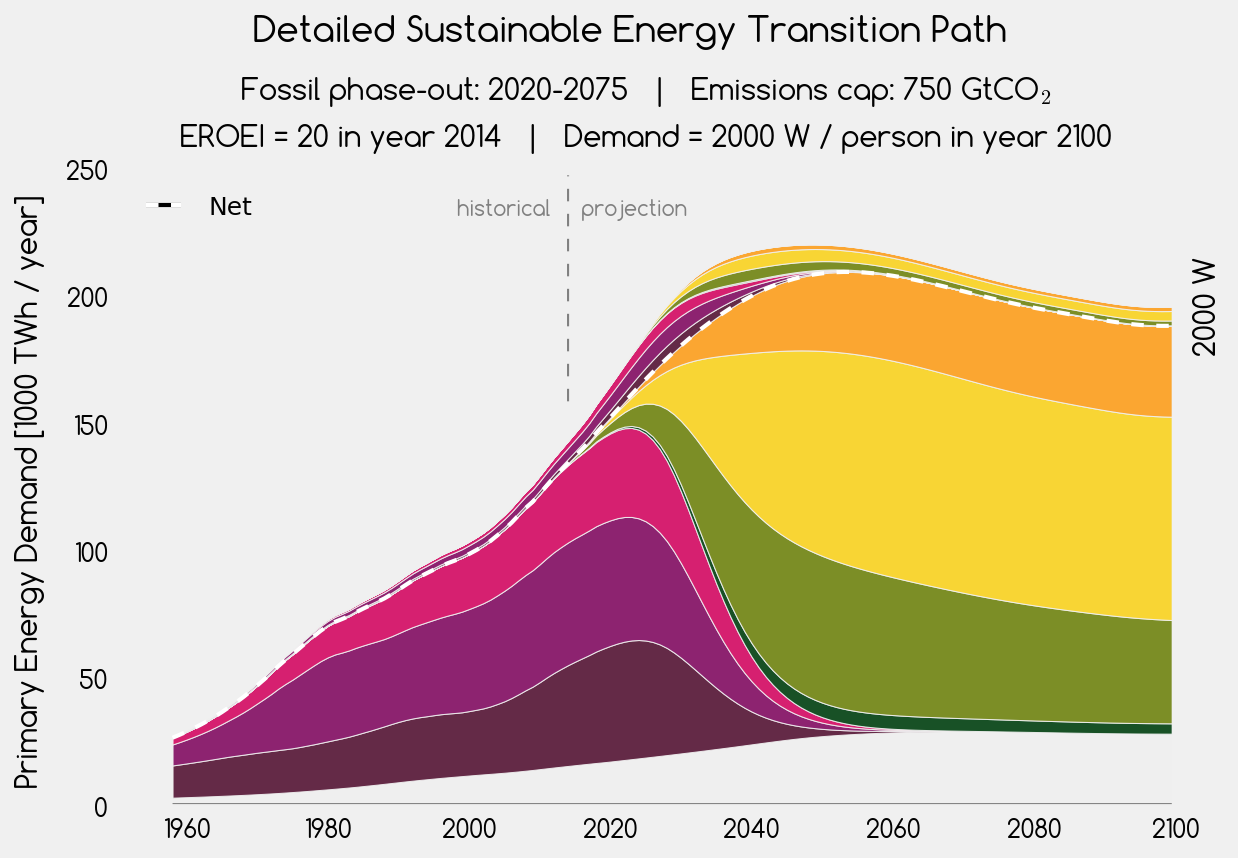 Detailed Sustainable Energy Transition Path
Fossil phase-out: 2020-2075 | Emissions cap: 750 GtCO₂
EROEI = 20 in year 2014 | Demand = 2000 W / person in year 2100
Primary Energy Demand [1000 TWh / year]
250
200
150
100
50
0
Net
historical
projection
2000 W
1960 1980 2000 2020 2040 2060 2080 2100